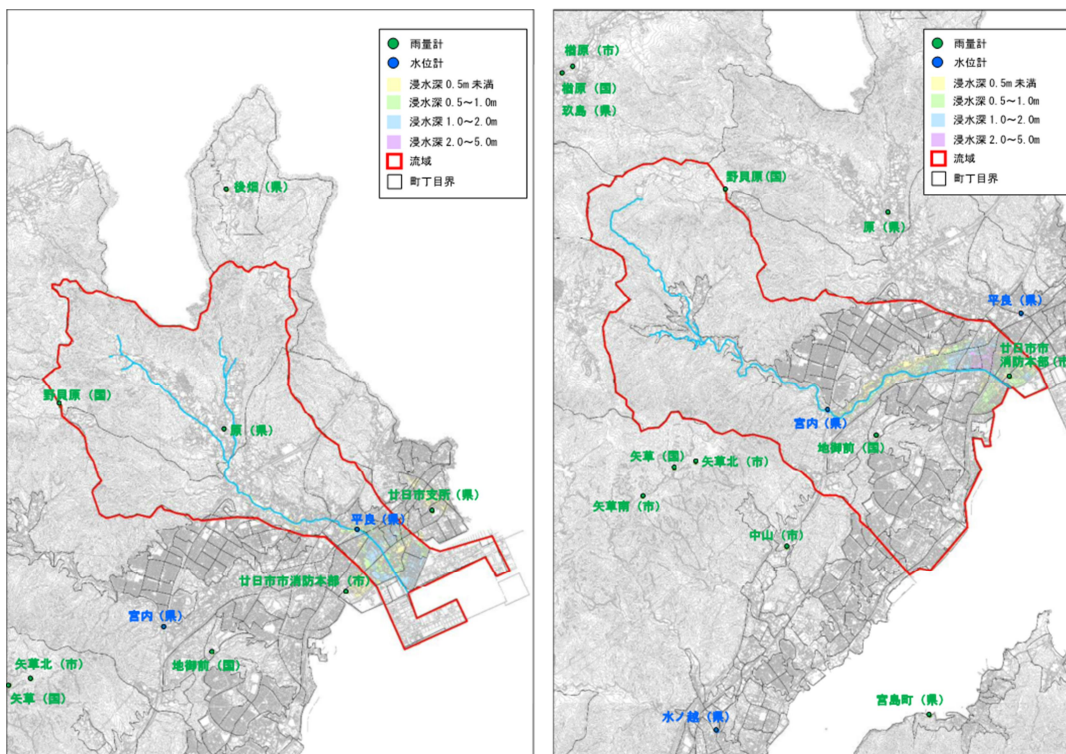 雨量計
水位計
浸水深 0.5m 未満
浸水深 0.5～1.0m
浸水深 1.0～2.0m
浸水深 2.0～5.0m
流域
町丁目界
後畑（県）
野貝原（国）
原（県）
廿日市支所（県）
平良（県）
廿日市市消防本部（市）
宮内（県）
地御前（国）
矢草北（市）
矢草（国）
雨量計
水位計
浸水深 0.5m 未満
浸水深 0.5～1.0m
浸水深 1.0～2.0m
浸水深 2.0～5.0m
流域
町丁目界
楢原（市）
楢原（国）
玖島（県）
野貝原（国）
原（県）
平良（県）
廿日市市
消防本部（市
宮内（県）
地御前（国）
矢草（国）
矢草北（市）
矢草南（市）
中山（市）
宮島町（県）
水ノ越（県）